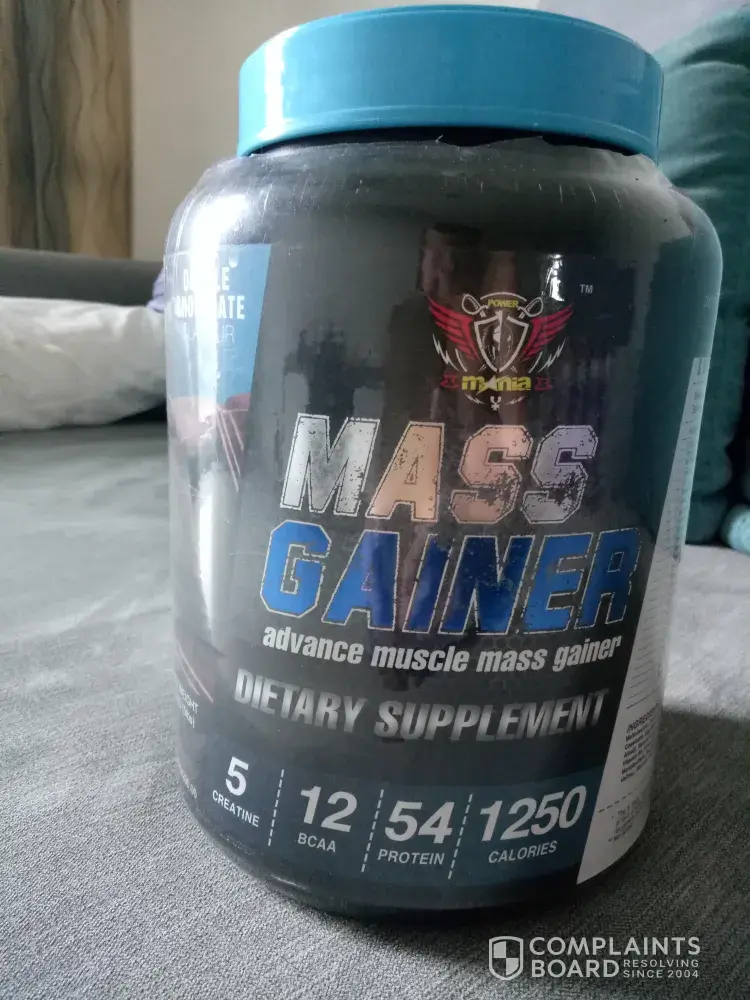 POWER
mania
TM
MASS
GAINER
advance muscle mass gainer
DIETARY SUPPLEMENT
5
CREATINE
12
BCAA
54
PROTEIN
1250
CALORIES
COMPLAINTS
BOARD RESOLVING
SINCE 2004